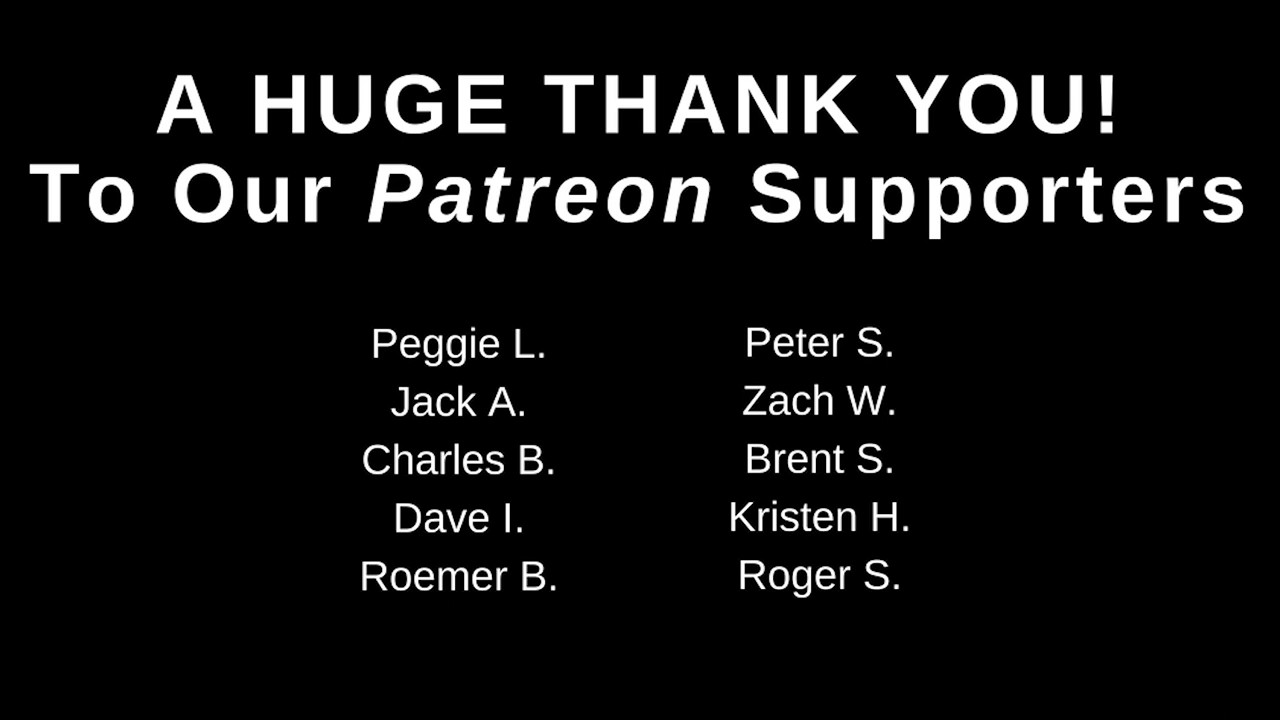 A HUGE THANK YOU!
To Our Patreon Supporters
Peggie L.
Jack A.
Charles B.
Dave I.
Roemer B.
Peter S.
Zach W.
Brent S.
Kristen H.
Roger S.